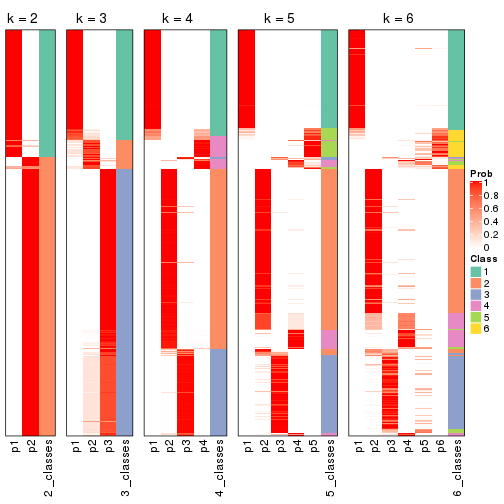 k = 2
k = 3
k = 4
k = 5
k = 6
p1
p2
2_classes
p1
p2
p3
3_classes
p1
p2
p3
p4
4_classes
p1
p2
p3
p4
p5
5_classes
p1
p2
p3
p4
p5
p6
6_classes
Prob
1
0.8
0.6
0.4
0.2
0
Class
1
2
3
4
5
6